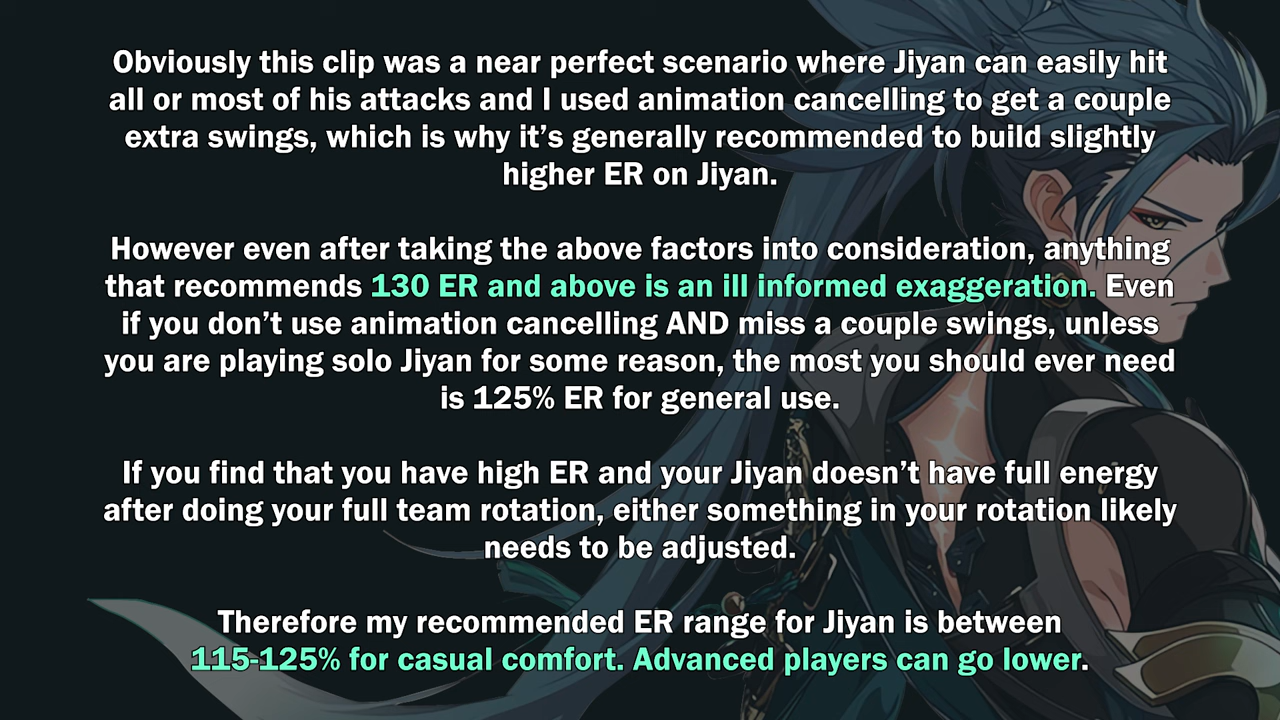 Obviously this clip was a near perfect scenario where Jiyan can easily hit
all or most of his attacks and I used animation cancelling to get a couple
extra swings, which is why it's generally recommended to build slightly
higher ER on Jiyan.
However even after taking the above factors into consideration, anything
that recommends 130 ER and above is an ill informed exaggeration. Even
if you don't use animation cancelling AND miss a couple swings, unless
you are playing solo Jiyan for some reason, the most you should ever need
is 125% ER for general use.
If you find that you have high ER and your Jiyan doesn't have full energy
after doing your full team rotation, either something in your rotation likely
needs to be adjusted.
Therefore my recommended ER range for Jiyan is between
115-125% for casual comfort. Advanced players can go lower.